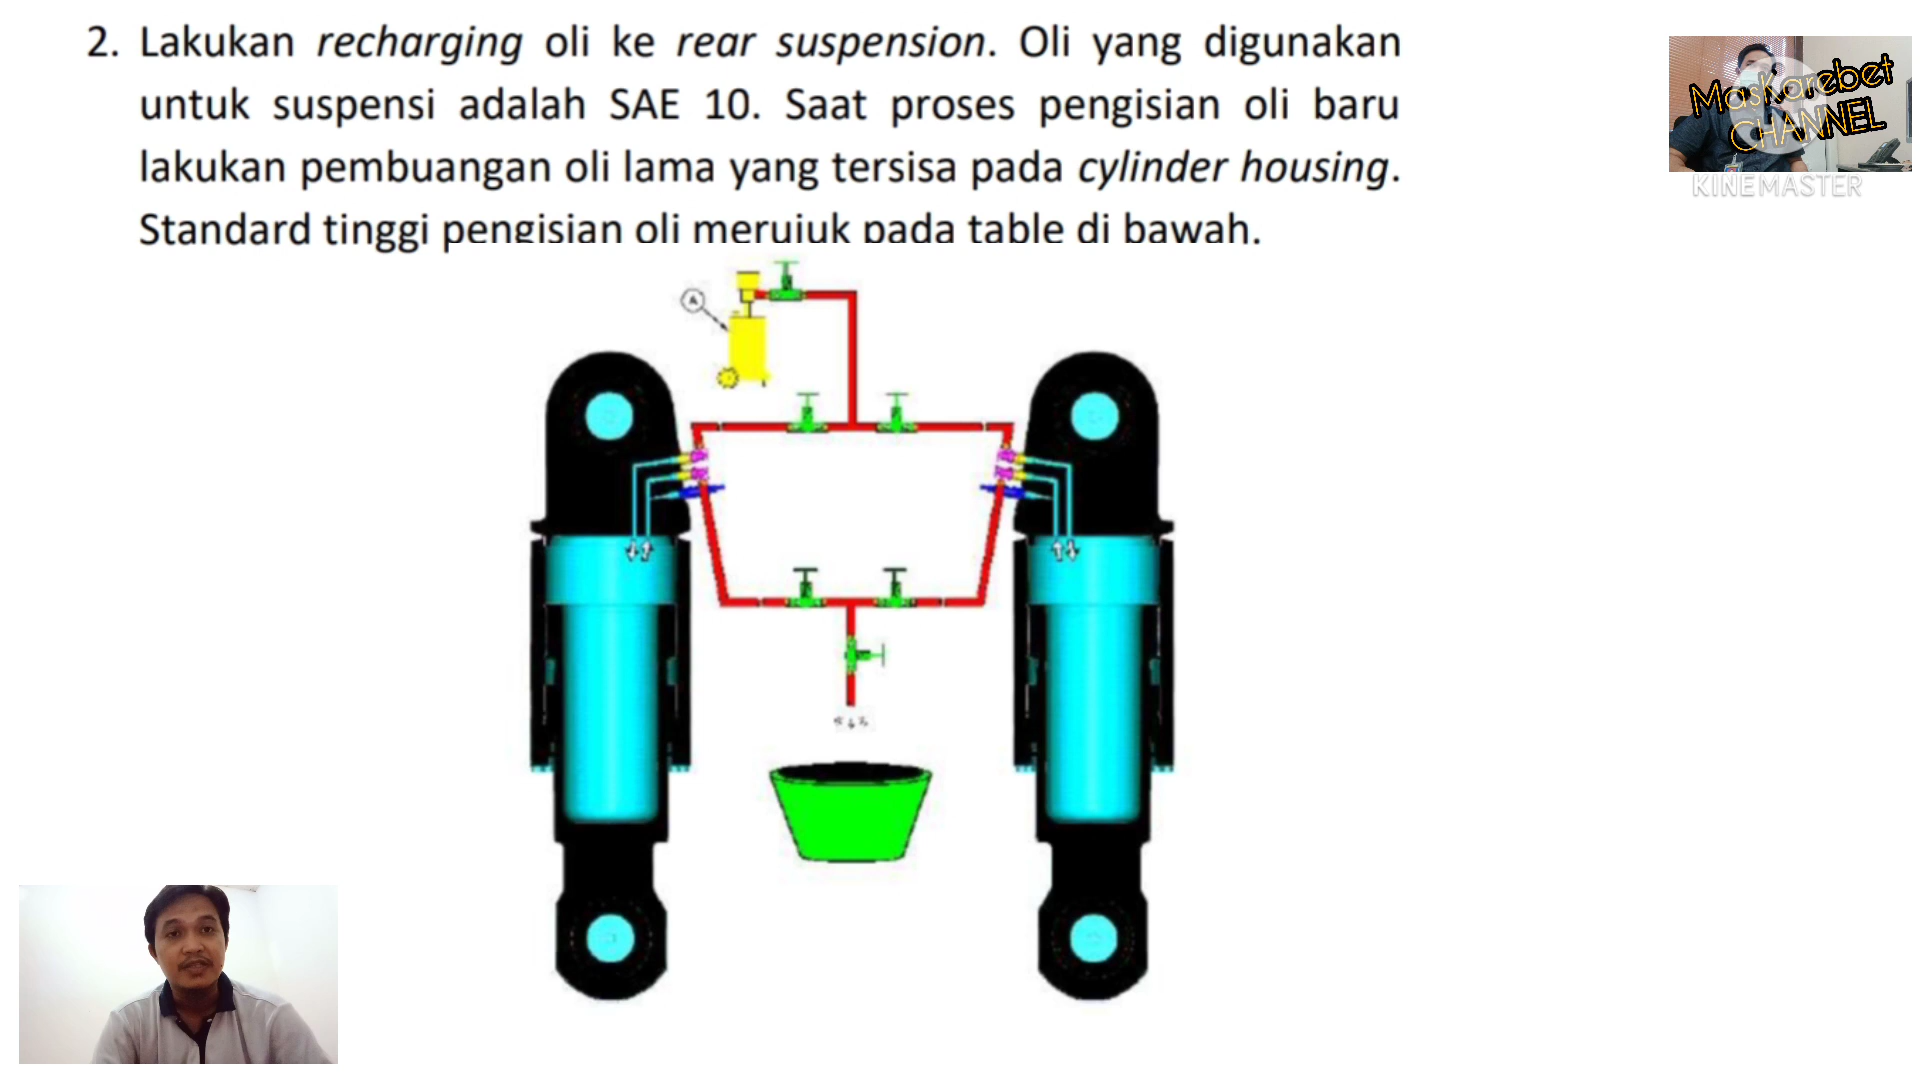 2. Lakukan recharging oli ke rear suspension. Oli yang digunakan
untuk suspensi adalah SAE 10. Saat proses pengisian oli baru
lakukan pembuangan oli lama yang tersisa pada cylinder housing.
Standard tinggi pengisian oli merujuk pada table di bawah.
MasKarebet
CHANNEL
KINEMASTER
A